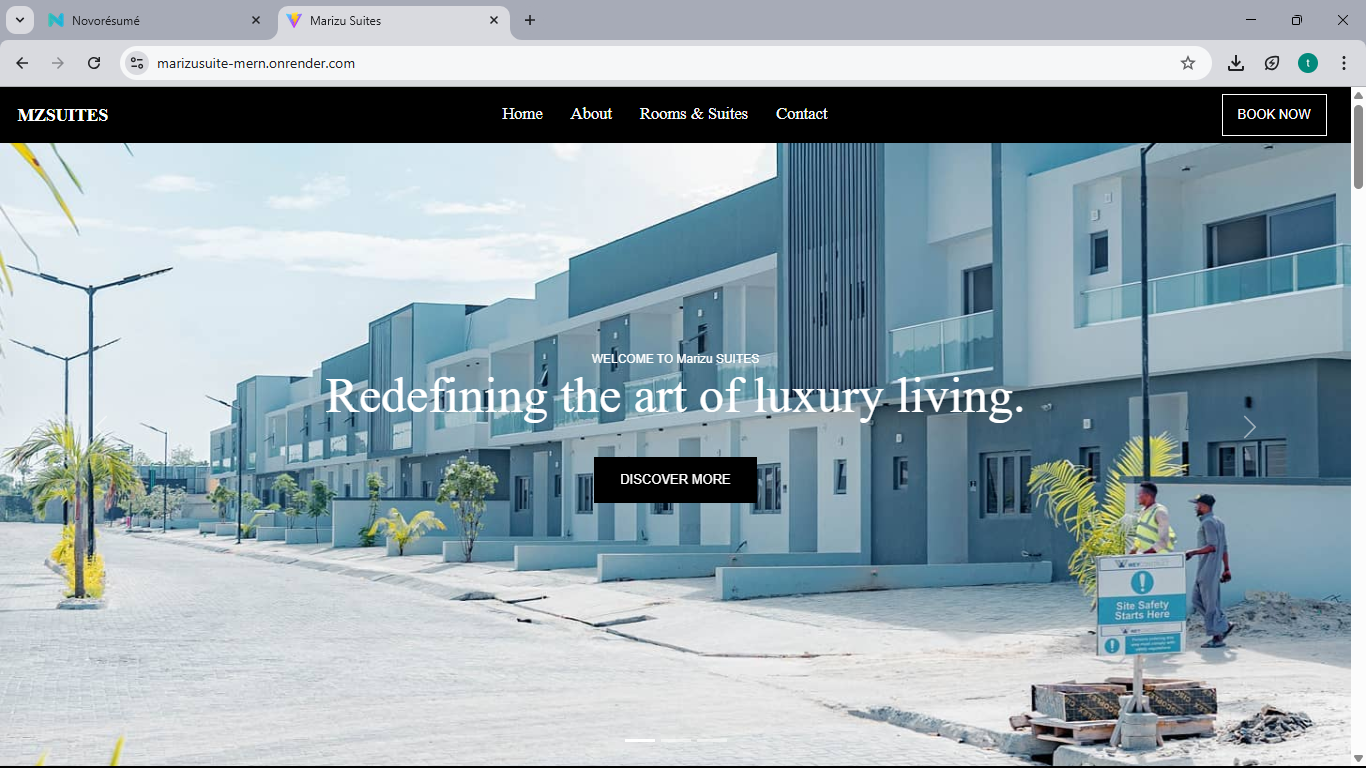 Novorésumé
Marizu Suites
marizusuite-mern.onrender.com
t
MZSUITES
Home About Rooms & Suites Contact
BOOK NOW
WELCOME TO Marizu SUITES
Redefining the art of luxury living.
DISCOVER MORE
Site Safety
Starts Here